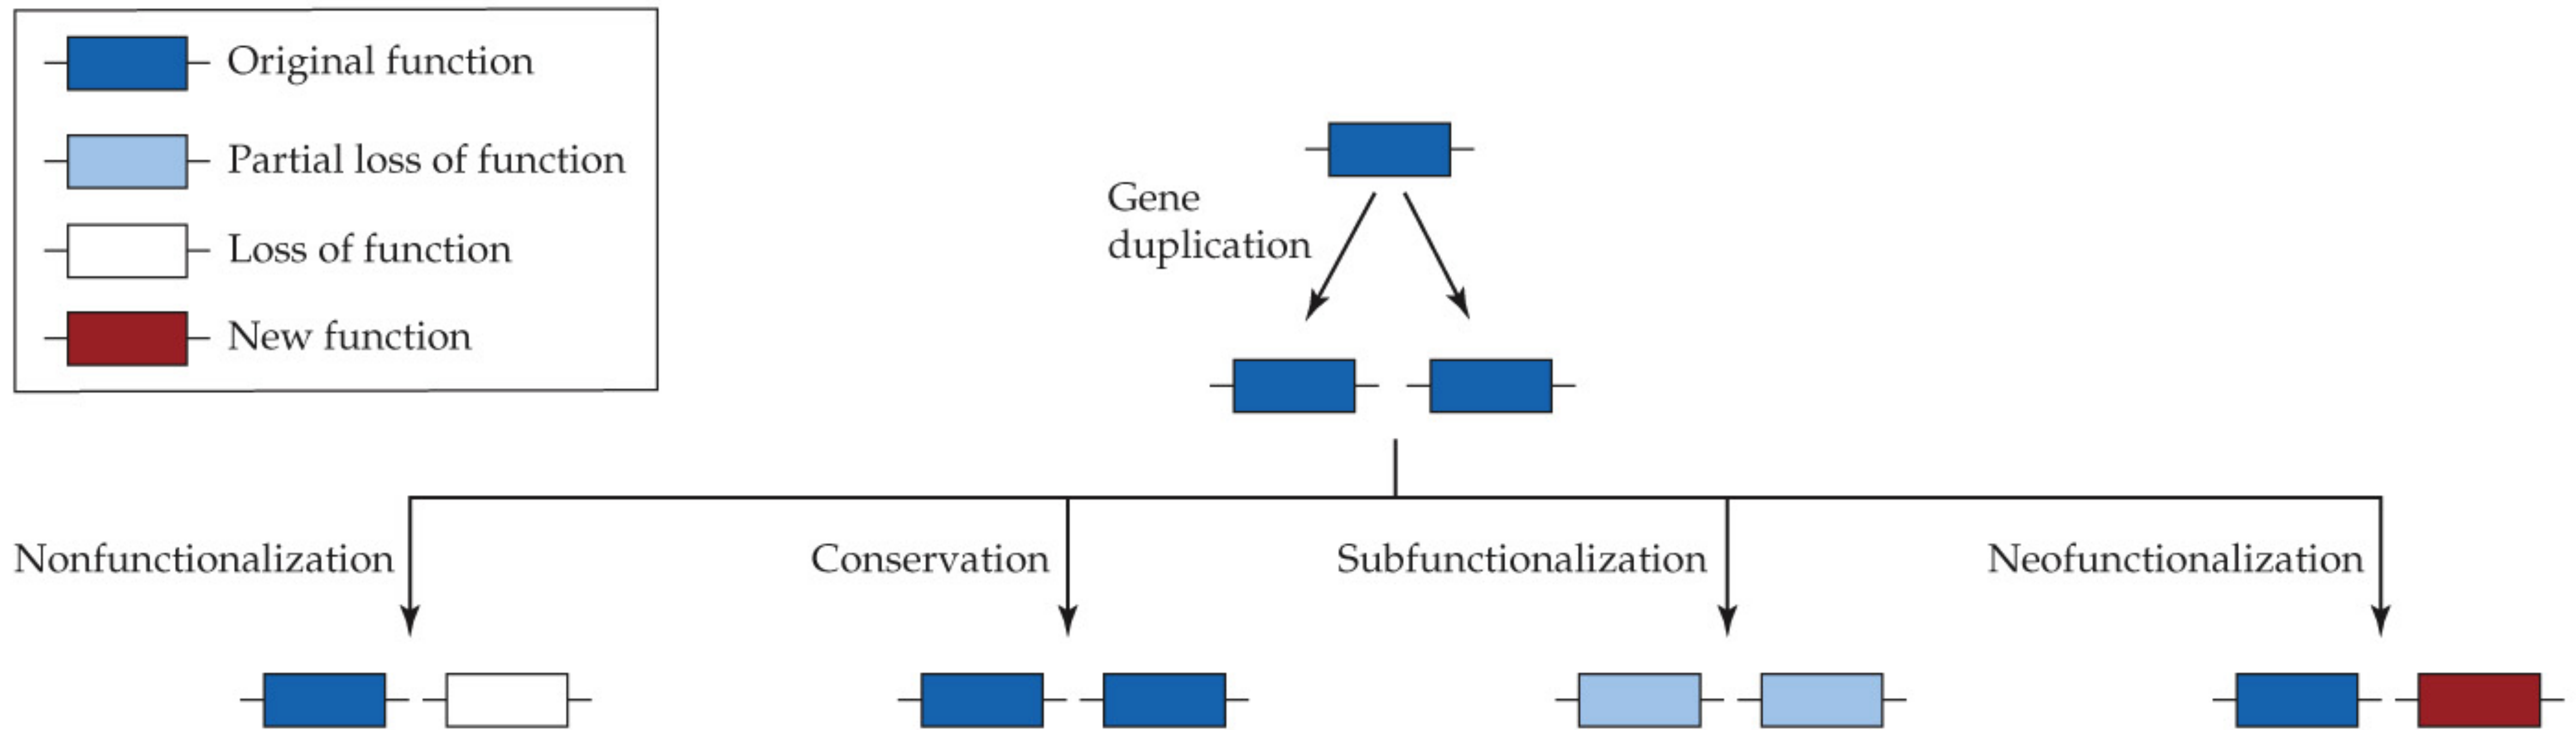 Original function
Partial loss of function
Loss of function
New function
Gene
duplication
Nonfunctionalization
Conservation
Subfunctionalization
Neofunctionalization